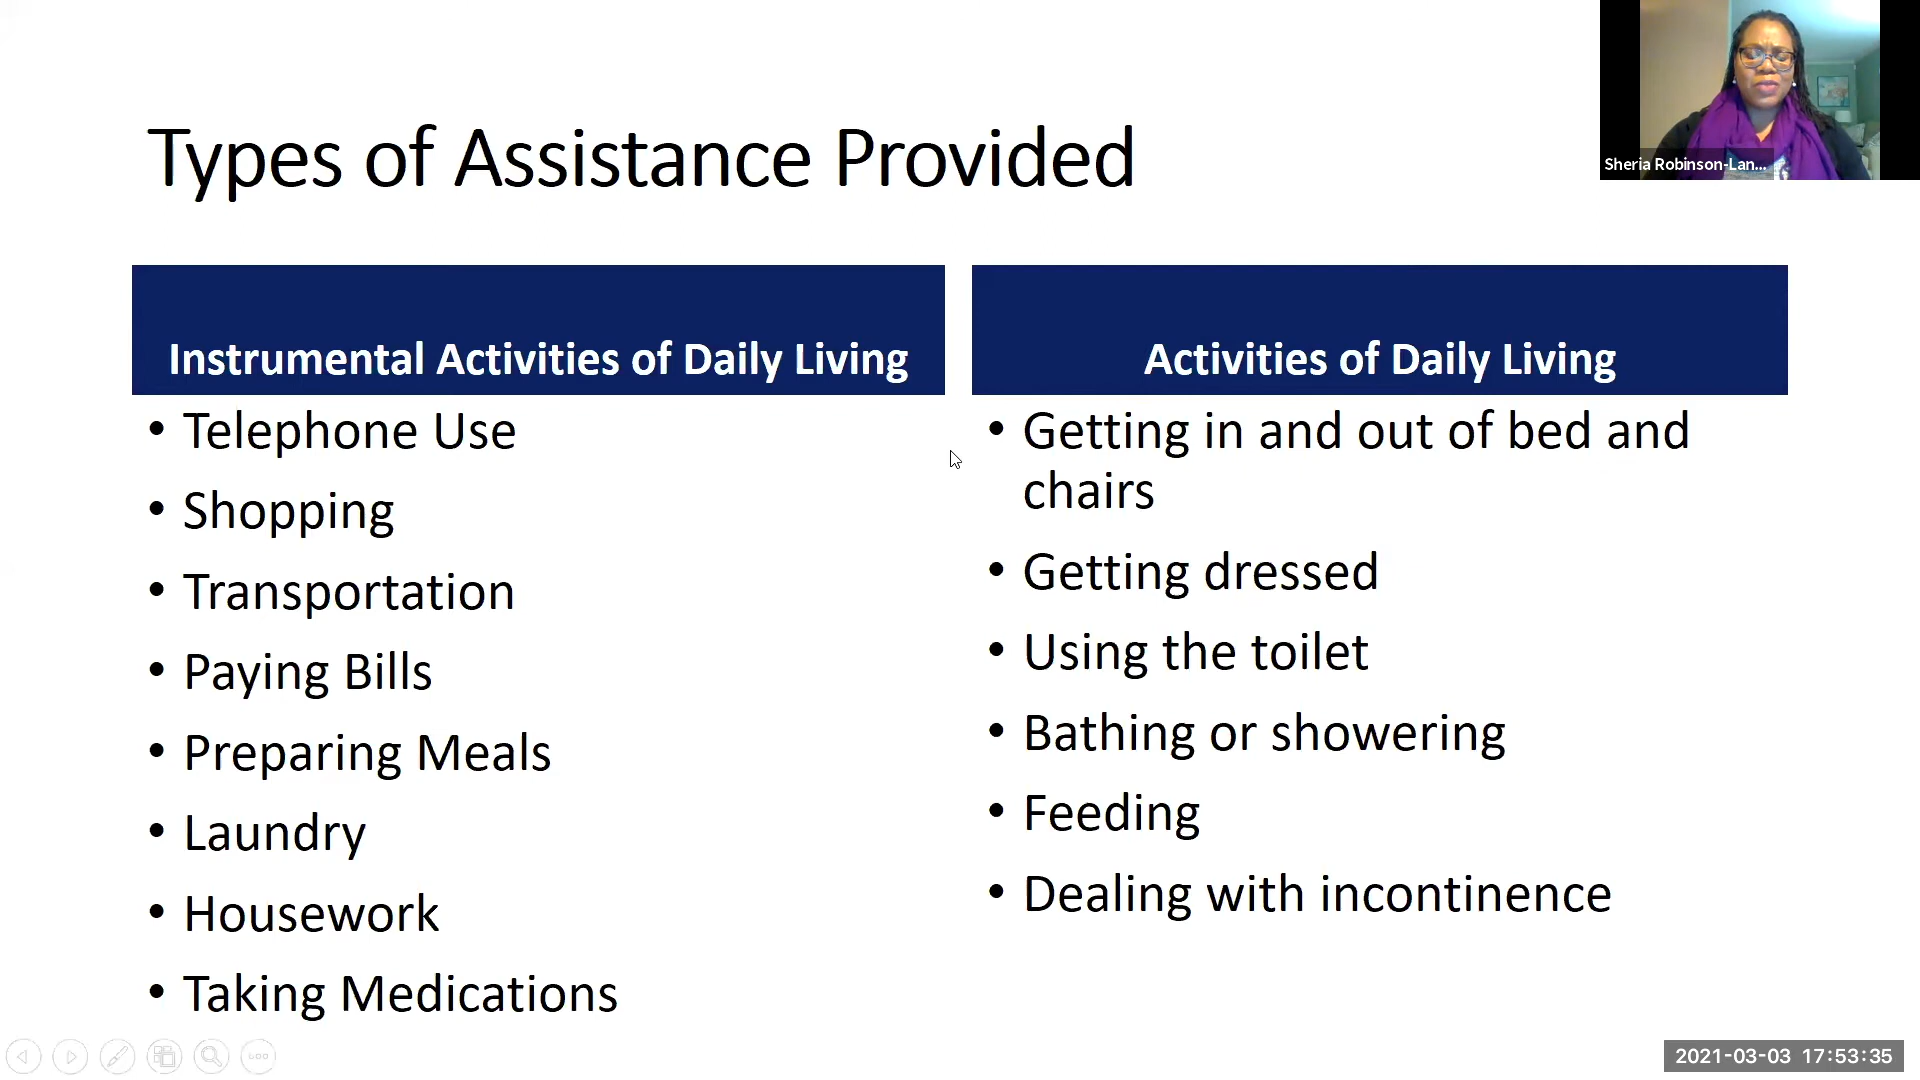 Types of Assistance Provided
Sheria Robinson-Lan...
Instrumental Activities of Daily Living
• Telephone Use
• Shopping
• Transportation
• Paying Bills
• Preparing Meals
• Laundry
• Housework
• Taking Medications
Activities of Daily Living
• Getting in and out of bed and
chairs
• Getting dressed
• Using the toilet
• Bathing or showering
• Feeding
• Dealing with incontinence
2021-03-03 17:53:35